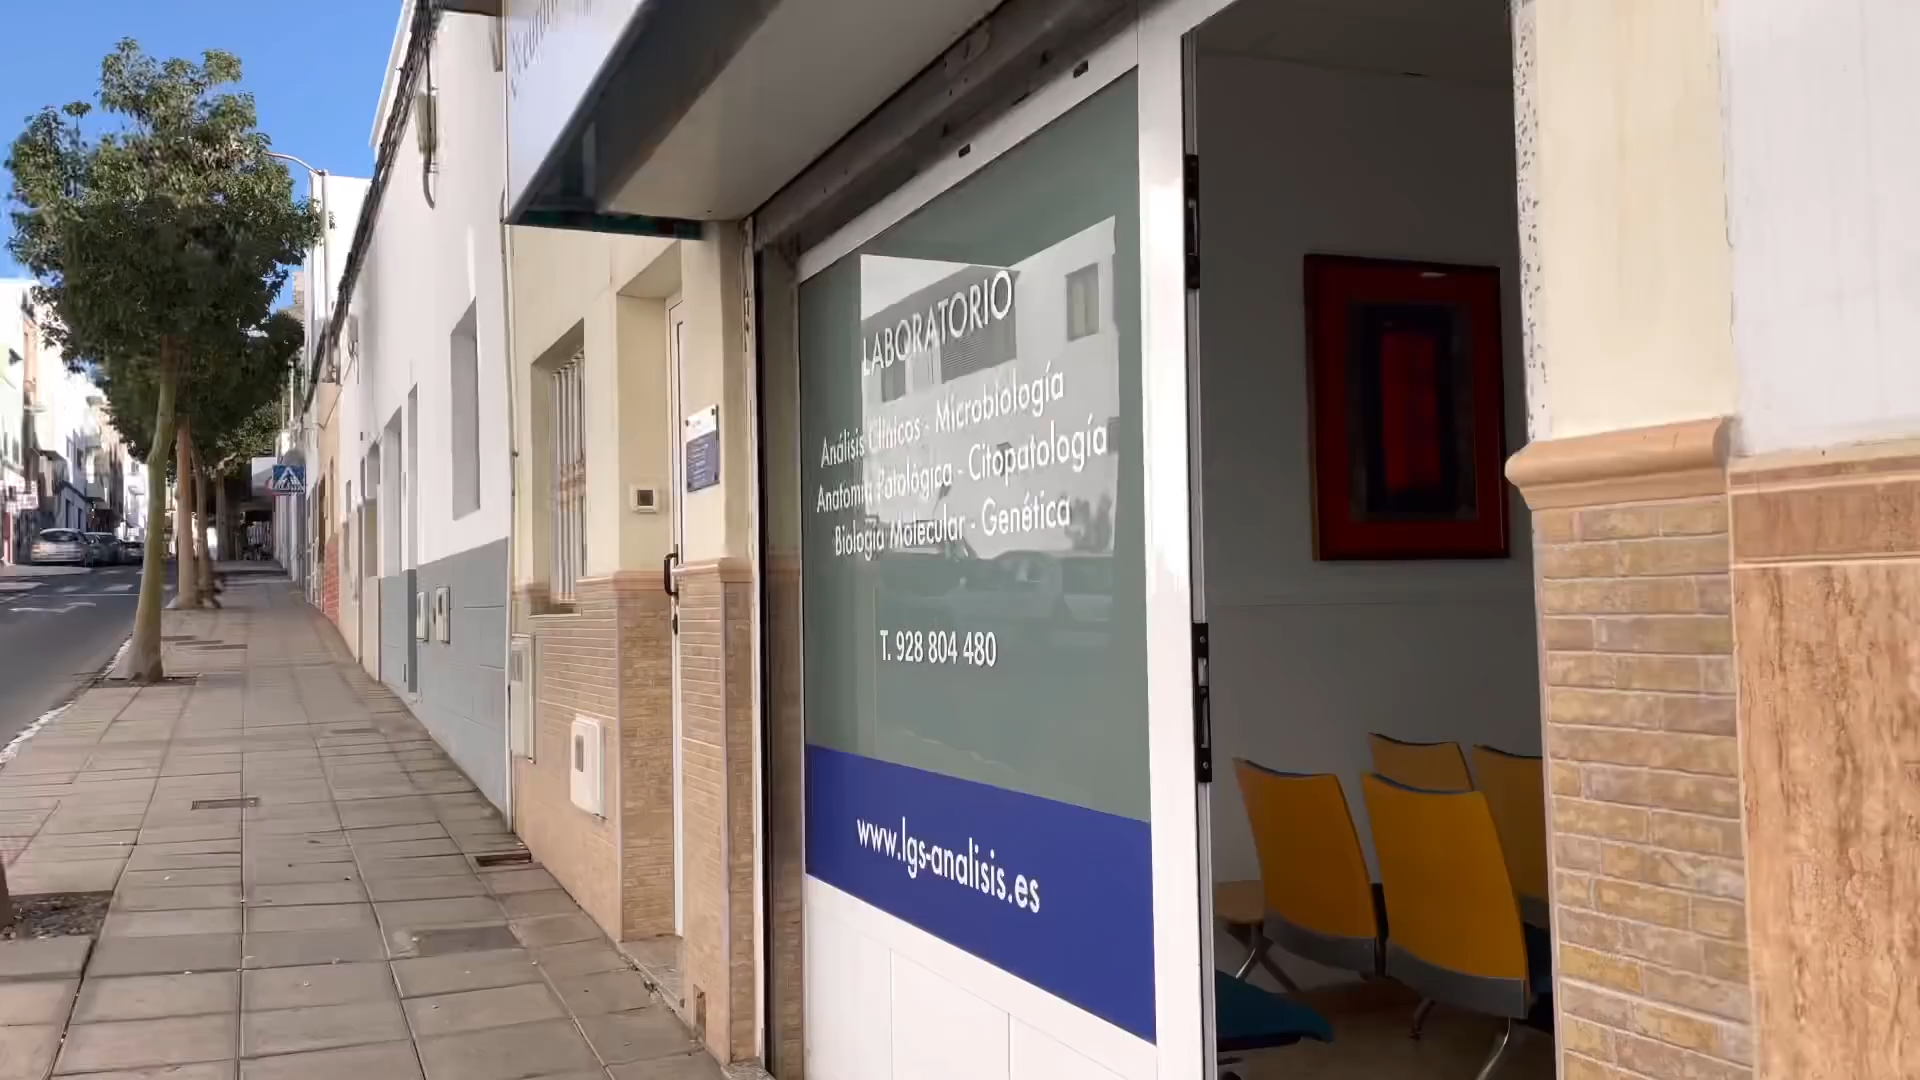 LABORATORIO
Análisis Clínicos - Microbiología
Anatomía Patológica - Citopatología
Biología Molecular - Genética
T. 928 804 480
www.lgs-analisis.es